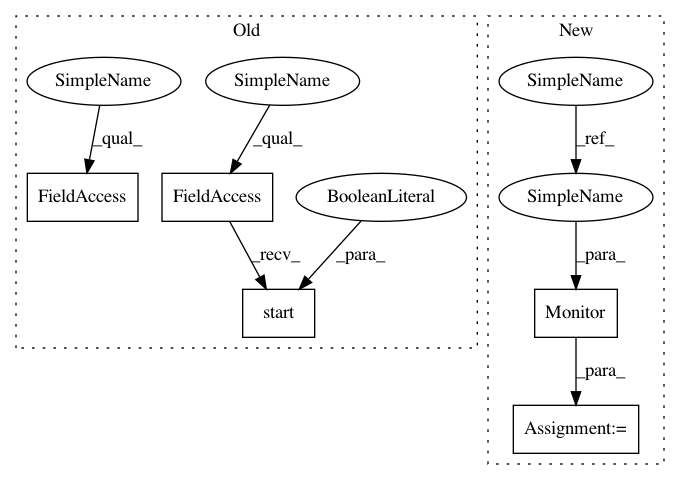 Old
New
SimpleName
SimpleName
SimpleName
_qual_
_qual_
_ref_
FieldAccess
FieldAccess
BooleanLiteral
SimpleName
_recv_
_para_
_para_
start
Monitor
_para_
Assignment:=